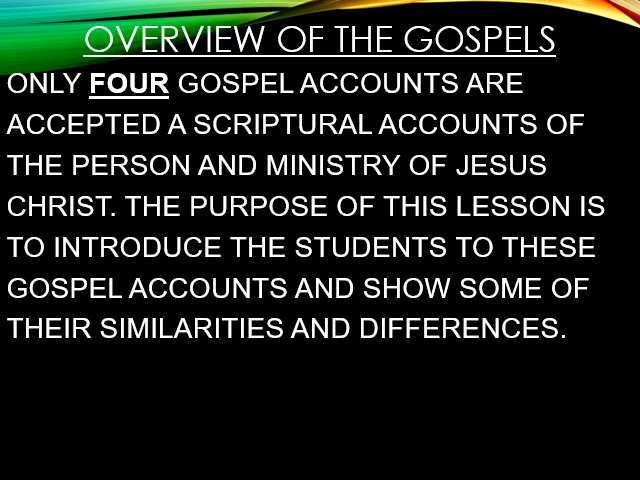 OVERVIEW OF THE GOSPELS
ONLY FOUR GOSPEL ACCOUNTS ARE
ACCEPTED A SCRIPTURAL ACCOUNTS OF
THE PERSON AND MINISTRY OF JESUS
CHRIST. THE PURPOSE OF THIS LESSON IS
TO INTRODUCE THE STUDENTS TO THESE
GOSPEL ACCOUNTS AND SHOW SOME OF
THEIR SIMILARITIES AND DIFFERENCES.